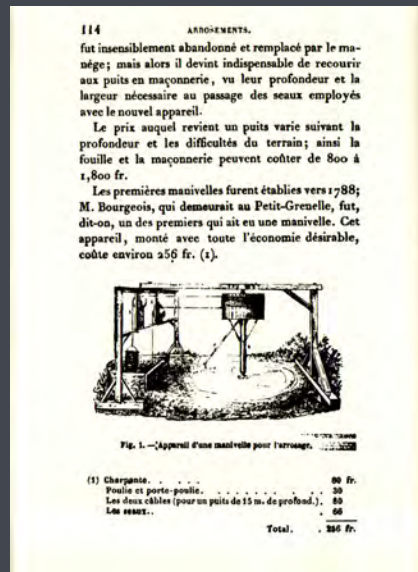 114 ARROSEMENTS.
fut insensiblement abandonné et remplacé par le ma-
nége; mais alors il devint indispensable de recourir
aux puits en maçonnerie, vu leur profondeur et la
largeur nécessaire au passage des seaux employés
avec le nouvel appareil.
Le prix auquel revient un puits varie suivant la
profondeur et les difficultés du terrain; ainsi la
fouille et la maçonnerie peuvent coûter de 800 à
1,800 fr.
Les premières manivelles furent établies vers 1788;
M. Bourgeois, qui demeurait au Petit-Grenelle, fut,
dit-on, un des premiers qui ait eu une manivelle. Cet
appareil, monté avec toute l'économie désirable,
coûte environ 256 fr. (1).
Fig. 1. — Appareil d'une manivelle pour l'arrosage.
(1) Charpente. . . . . 80 fr.
Poulie et porte-poulie. . . . . . . . . 30
Les deux câbles (pour un puits de 15 m. de profond.). 80
Les seaux.. . 66
Total. . 256 fr.